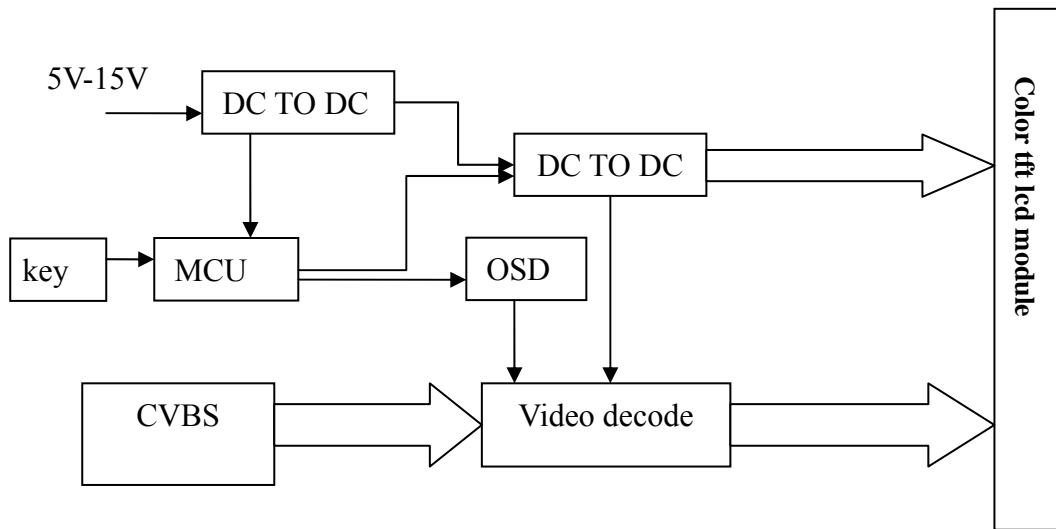 5V-15V
DC TO DC
DC TO DC
key
MCU
OSD
CVBS
Video decode
Color tft lcd module